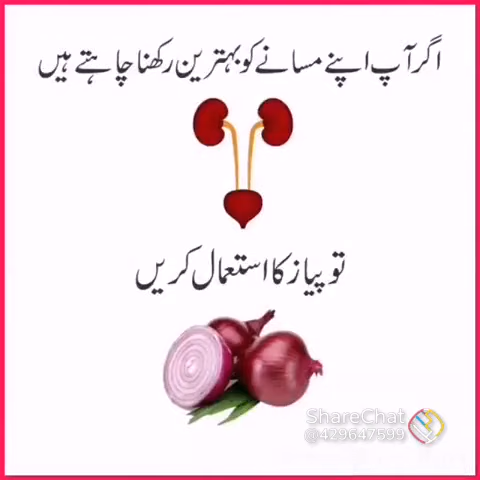 اگر آپ اپنے مسانے کو بہترین رکھنا چاہتے ہیں
تو پیاز کا استعمال کریں
ShareChat
@429647599